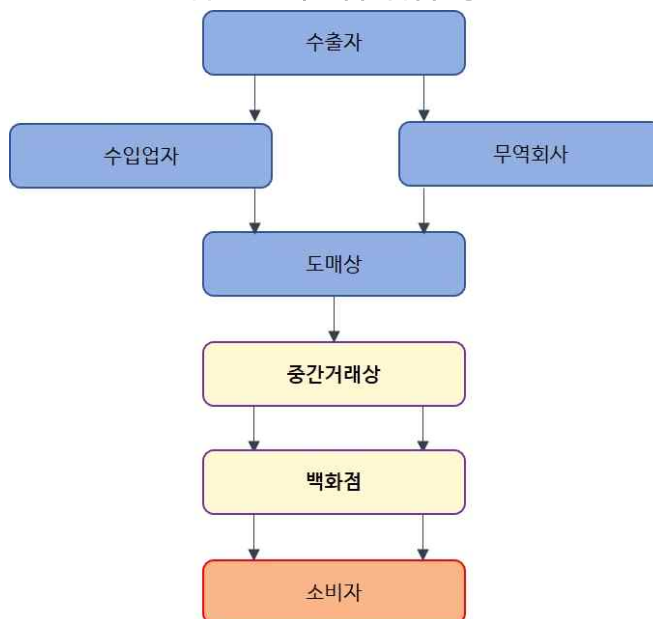 수출자
수입업자
무역회사
도매상
중간거래상
백화점
소비자